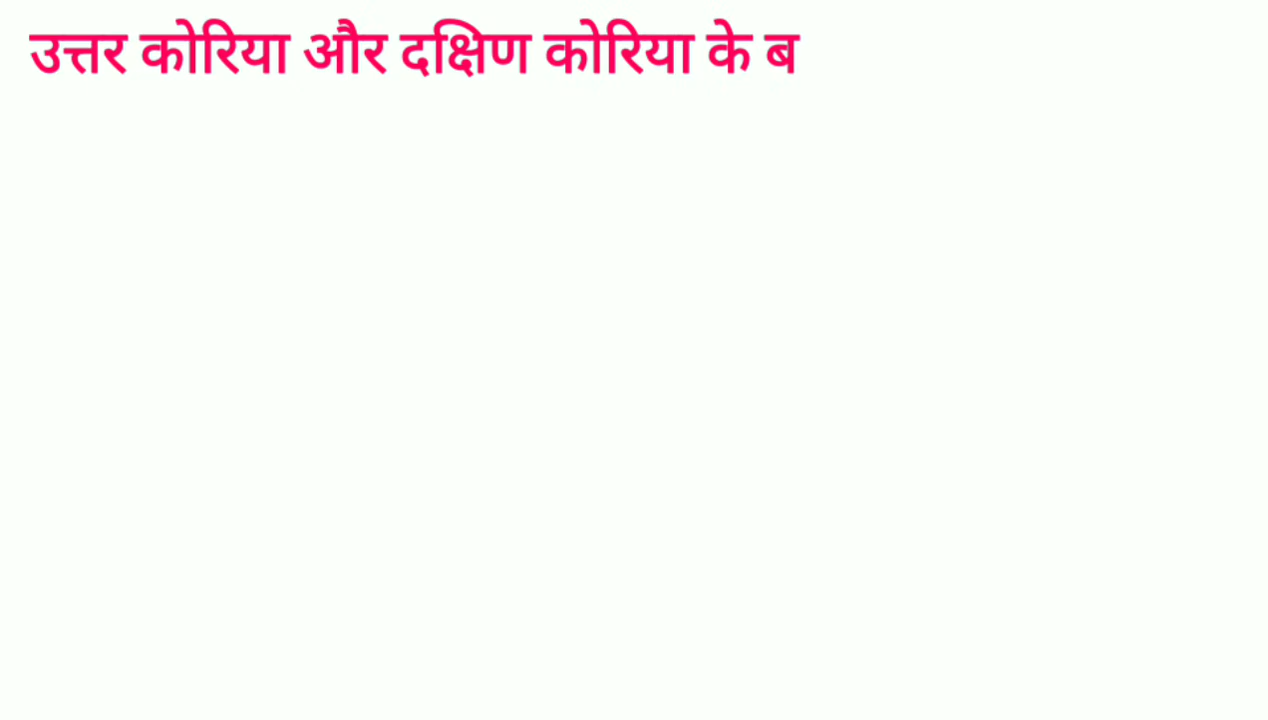 उत्तर कोरिया और दक्षिण कोरिया के ब